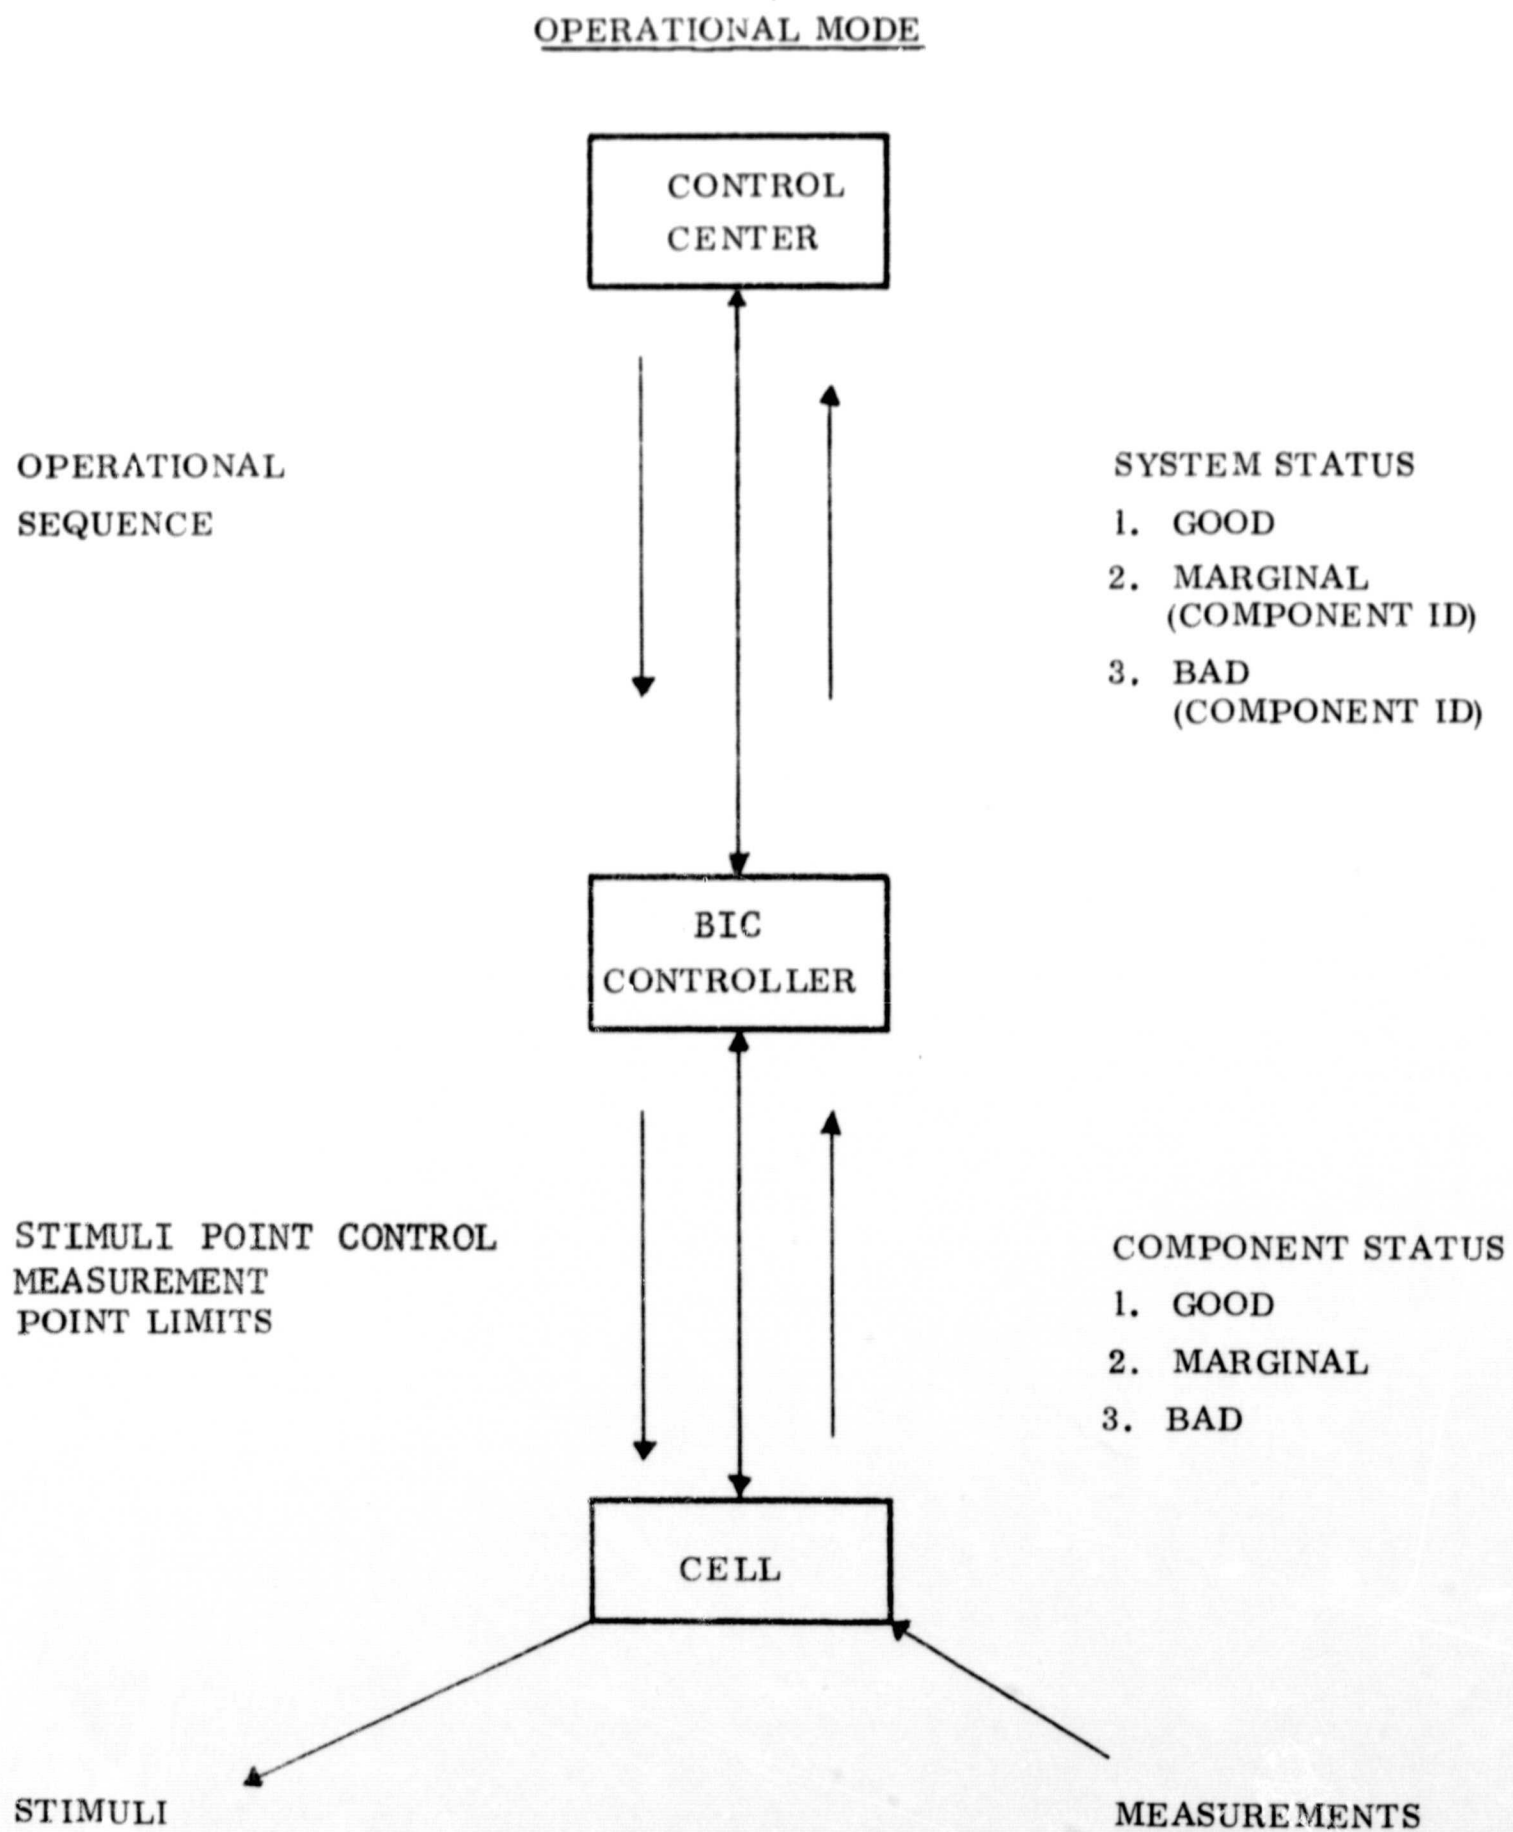 OPERATIONAL MODE
CONTROL
CENTER
OPERATIONAL
SEQUENCE
SYSTEM STATUS
1. GOOD
2. MARGINAL
(COMPONENT ID)
3. BAD
(COMPONENT ID)
BIC
CONTROLLER
STIMULI POINT CONTROL
MEASUREMENT
POINT LIMITS
COMPONENT STATUS
1. GOOD
2. MARGINAL
3. BAD
CELL
STIMULI
MEASUREMENTS